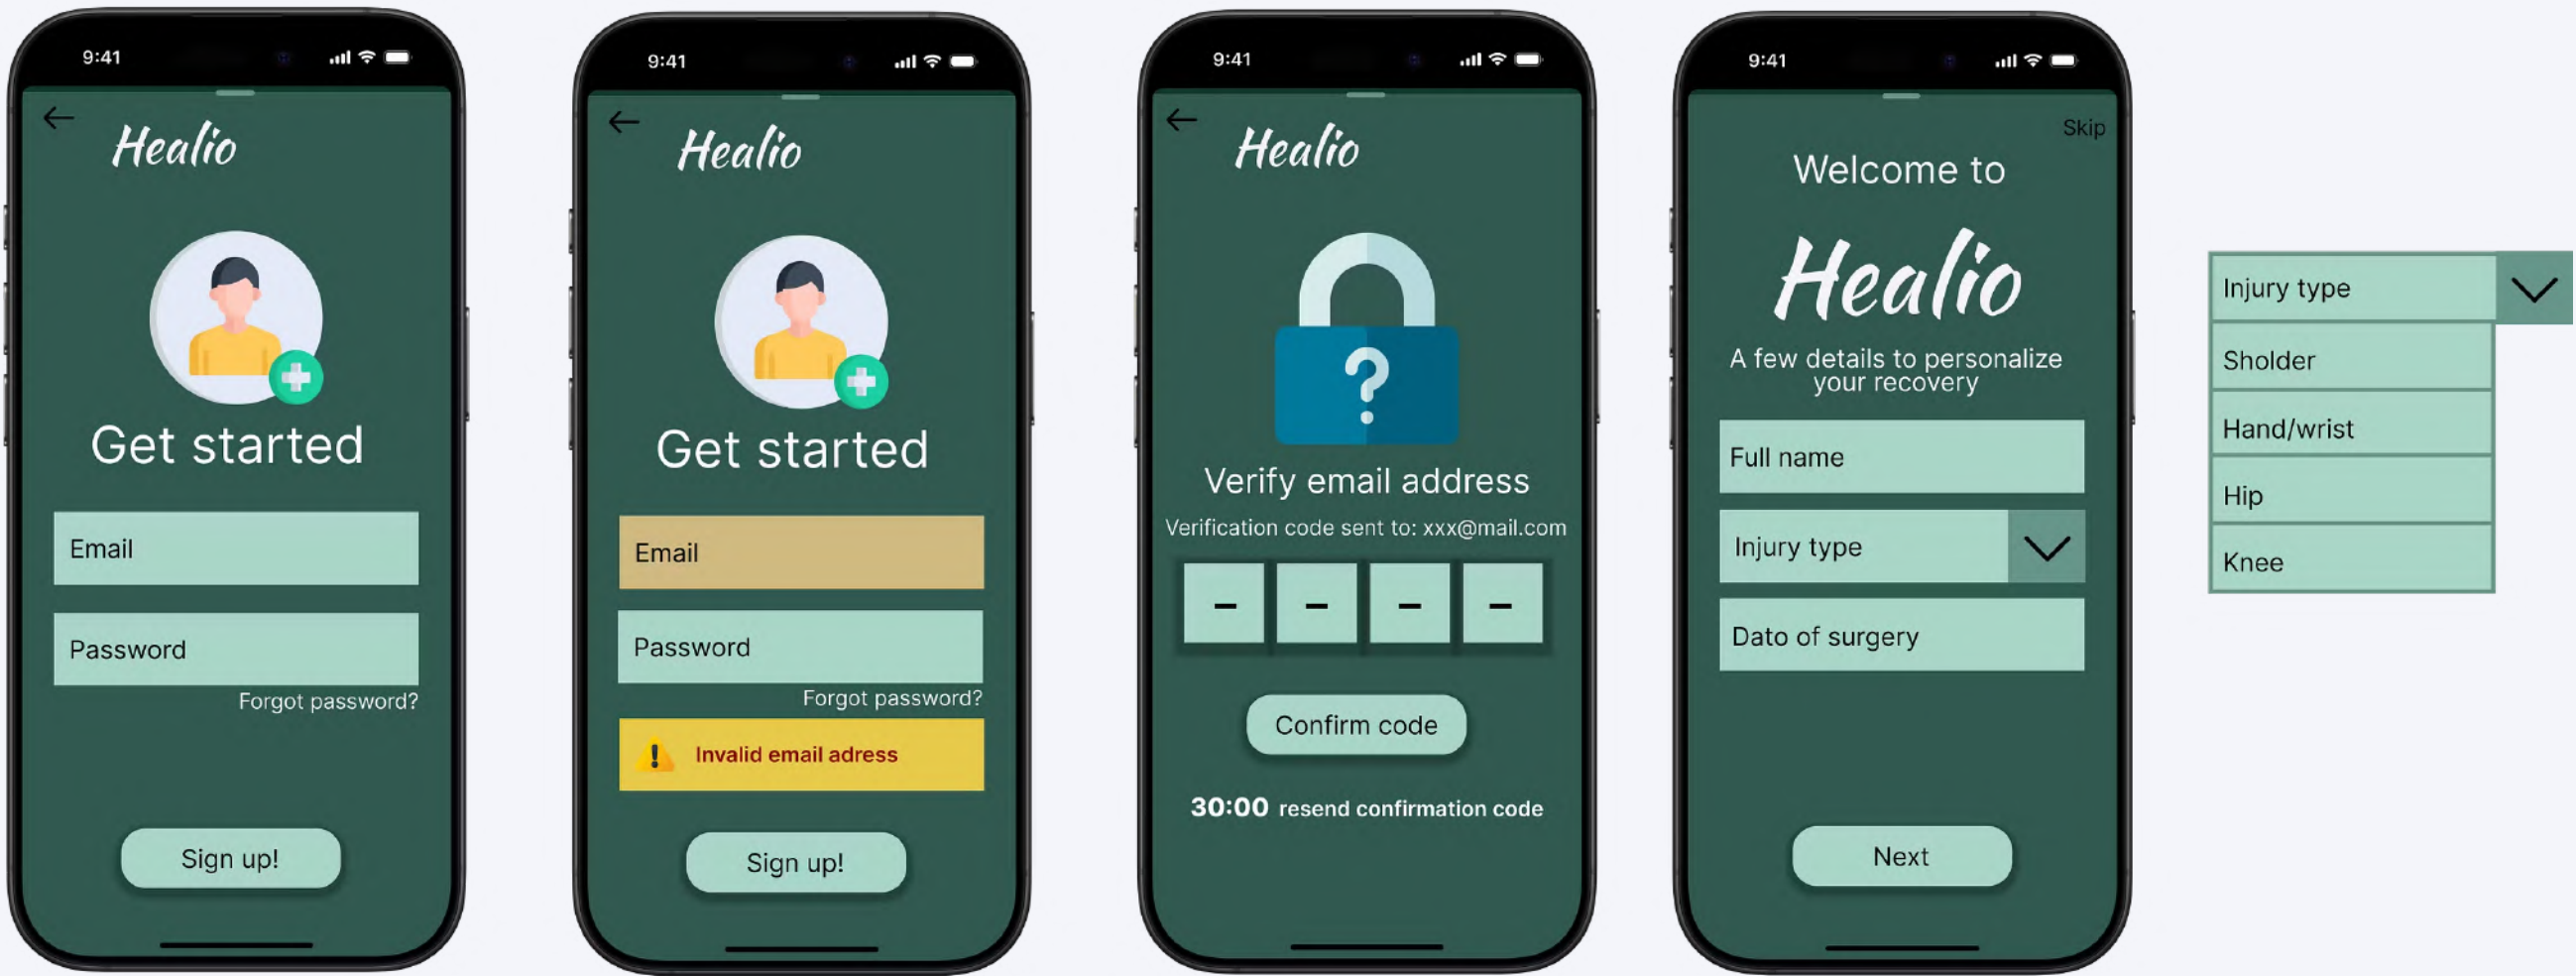 9:41
Healio
Get started
Email
Password
Forgot password?
Sign up!
9:41
Healio
Get started
Email
Password
Forgot password?
Invalid email adress
Sign up!
9:41
Healio
?
Verify email address
Verification code sent to: xxx@mail.com
- - - -
Confirm code
30:00 resend confirmation code
9:41
Skip
Welcome to
Healio
A few details to personalize
your recovery
Full name
Injury type
Dato of surgery
Next
Injury type
Sholder
Hand/wrist
Hip
Knee